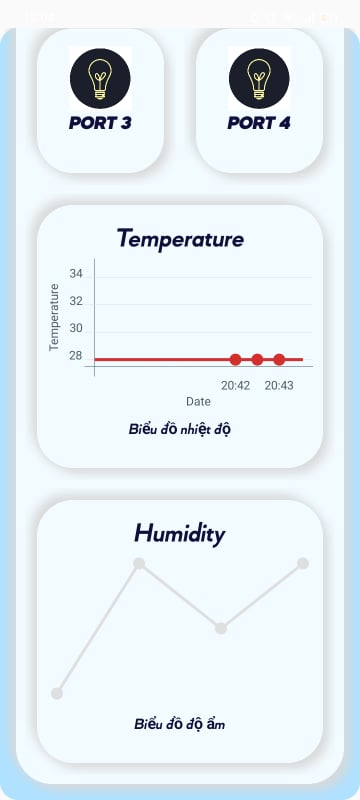 PORT 3
PORT 4
Temperature
Temperature
34
32
30
28
20:42
20:43
Date
Biểu đồ nhiệt độ
Humidity
Biểu đồ độ ẩm